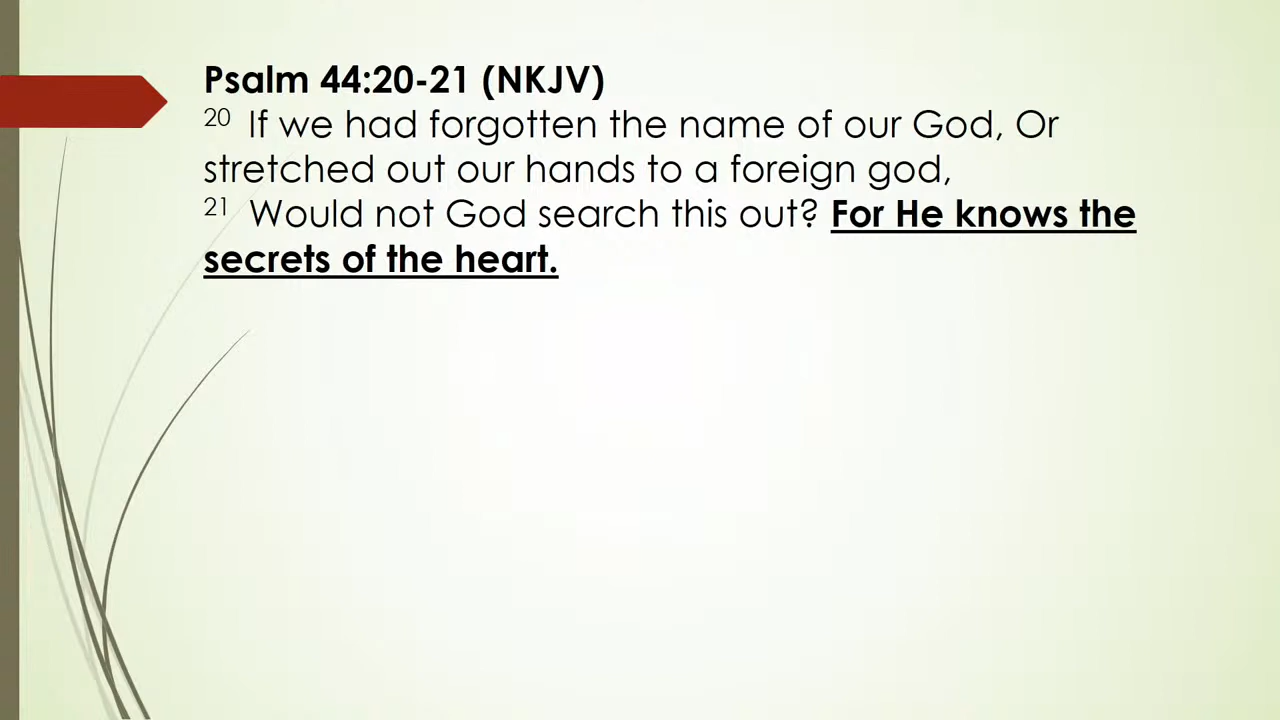 Psalm 44:20-21 (NKJV)
20 If we had forgotten the name of our God, Or
stretched out our hands to a foreign god,
21 Would not God search this out? For He knows the
secrets of the heart.